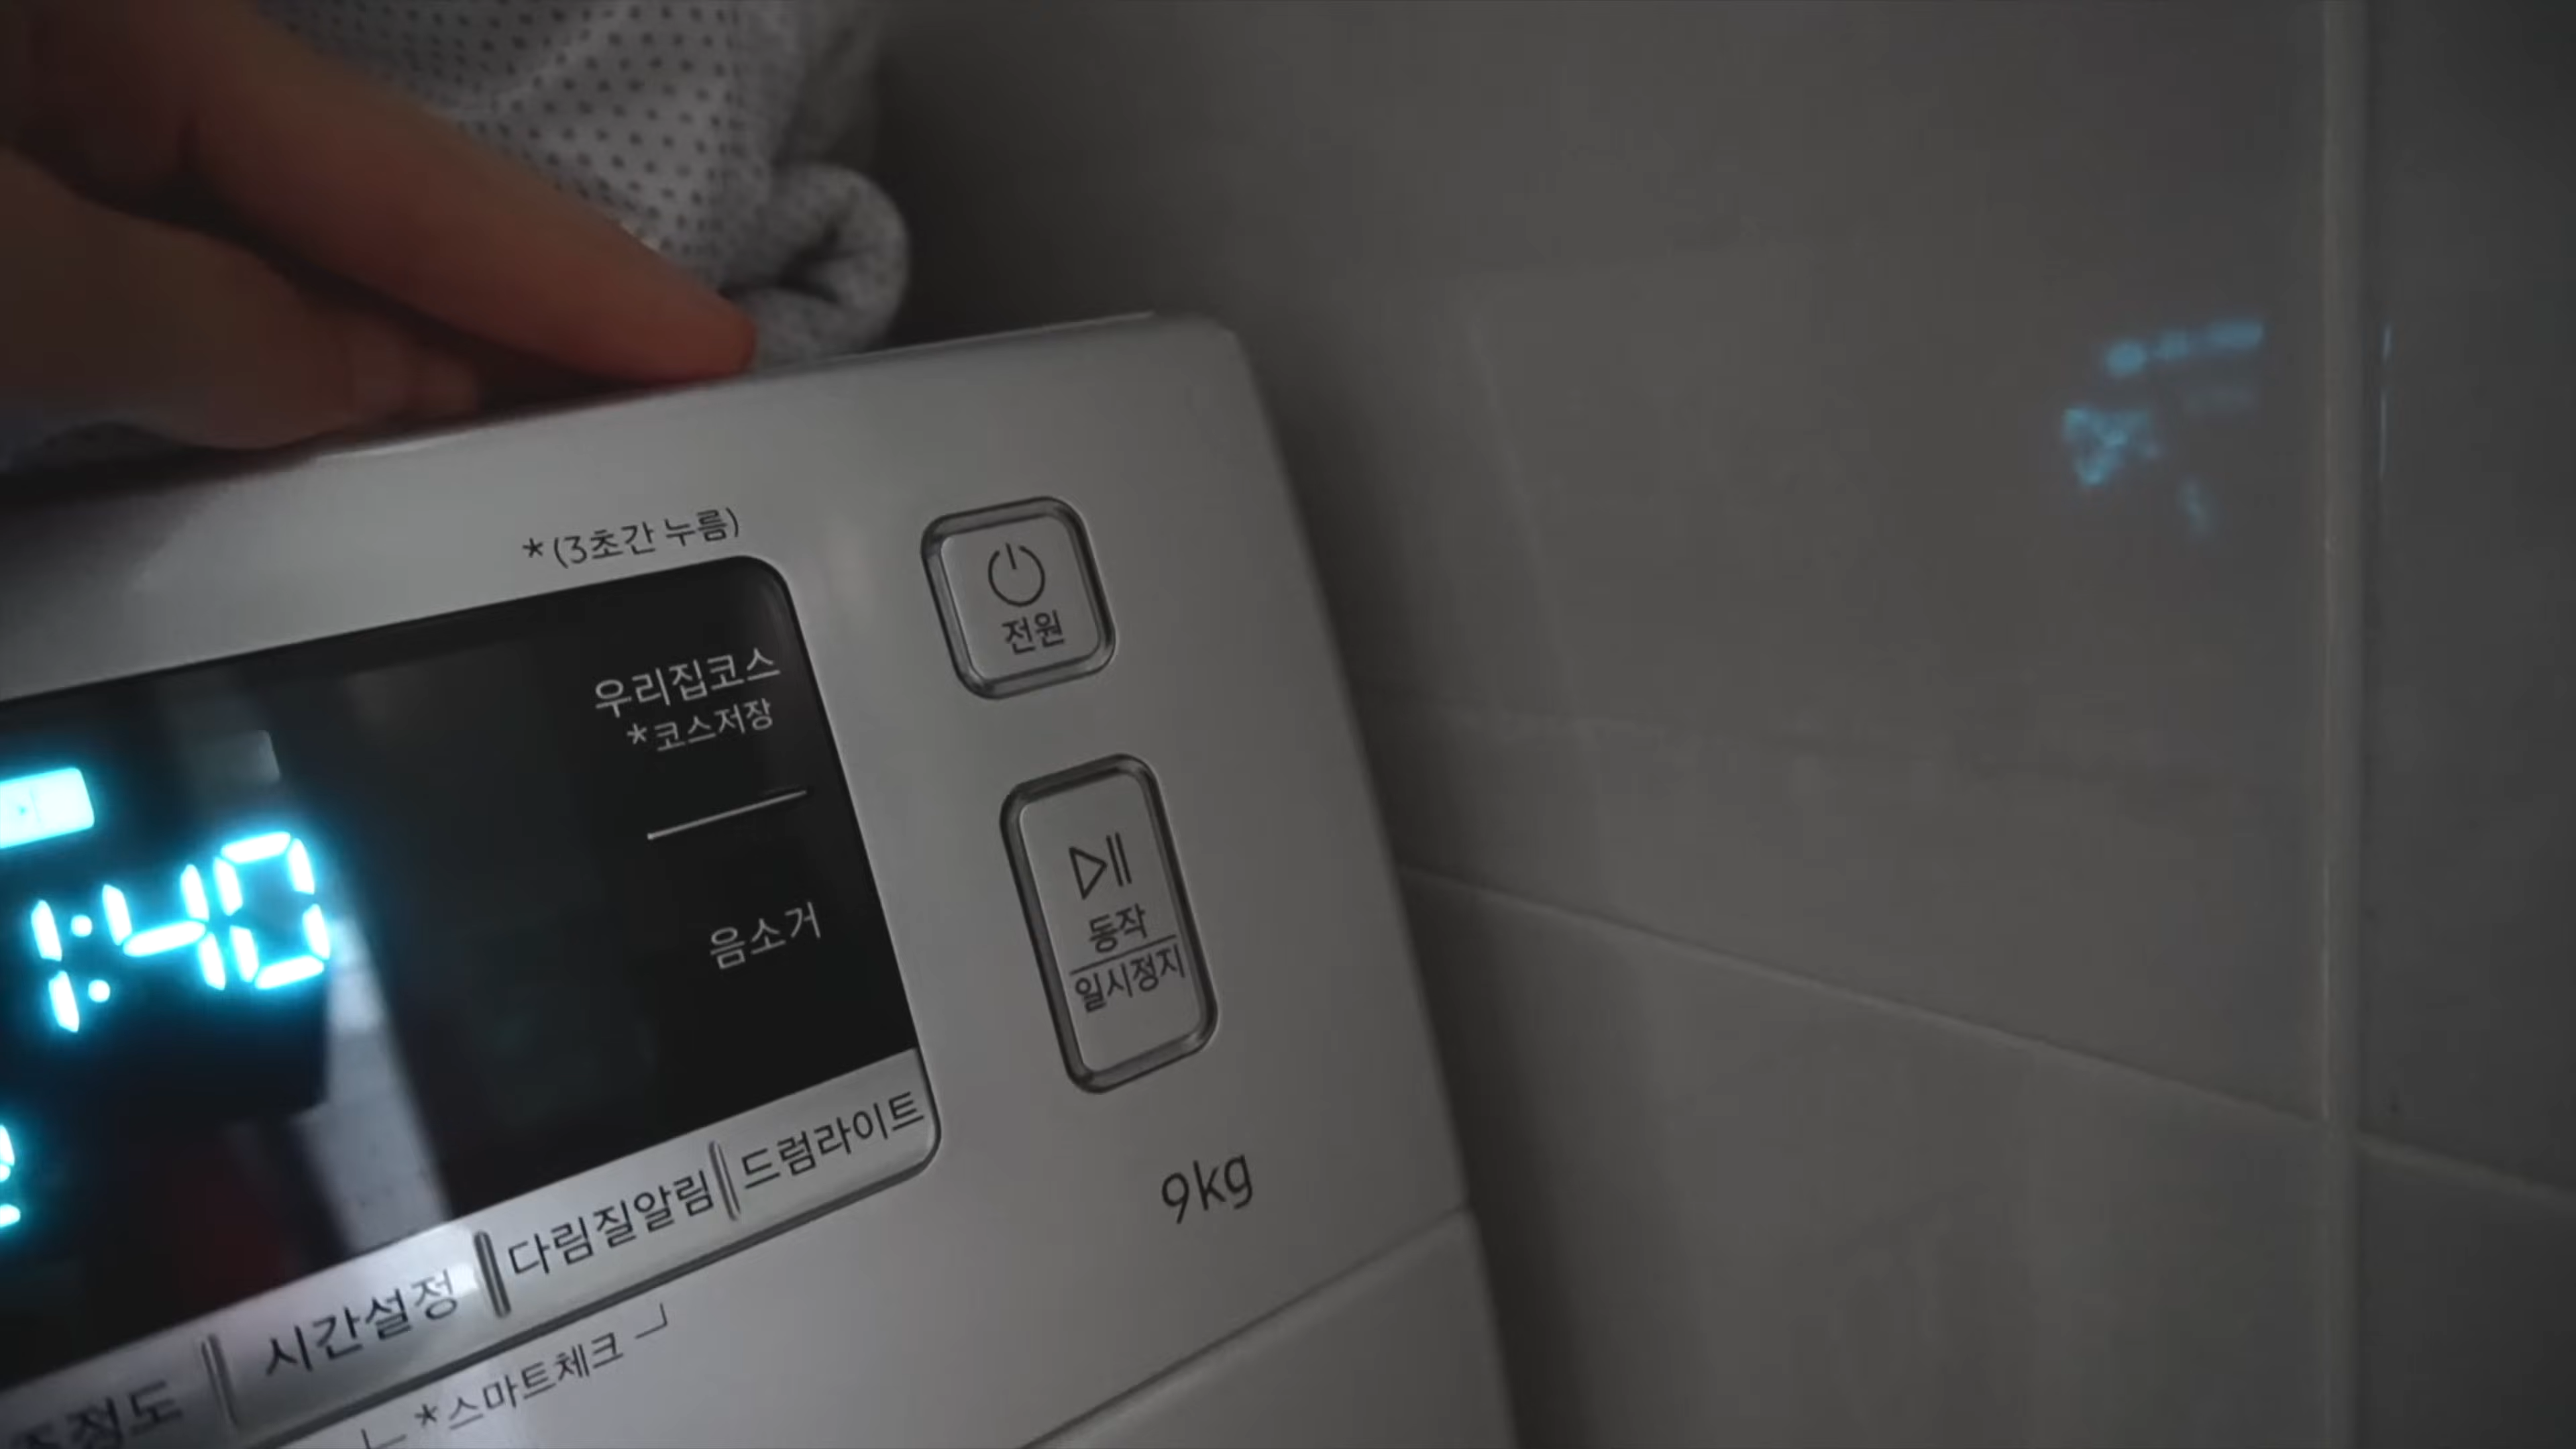 *(3초간 누름)
전원
우리집코스
*코스저장
1:40
음소거
동작
일시정지
드럼라이트
다림질알림
시간설정
9kg
*스마트체크